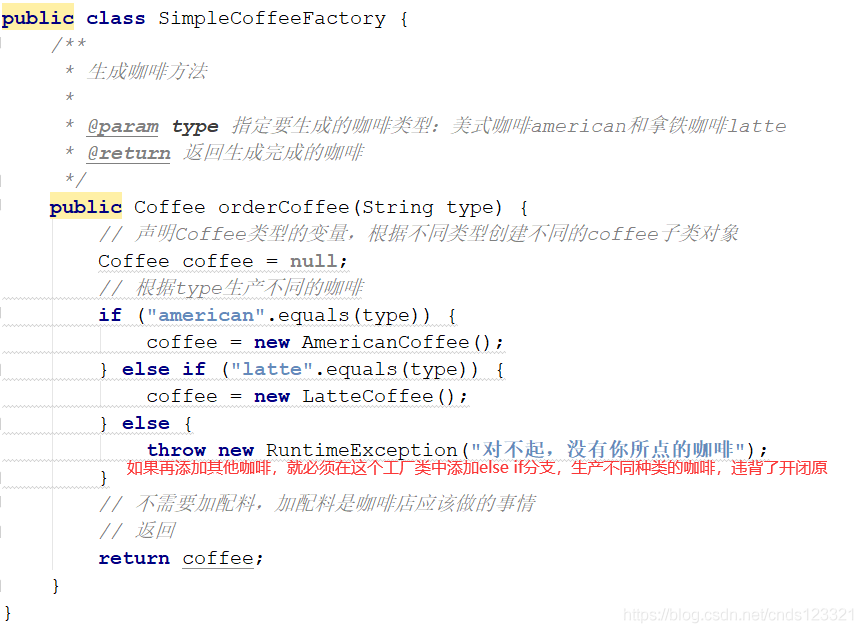 public class SimpleCoffeeFactory {
/**
* 生成咖啡方法
*
* @param type 指定要生成的咖啡类型：美式咖啡american和拿铁咖啡latte
* @return 返回生成完成的咖啡
*/
public Coffee orderCoffee(String type) {
// 声明Coffee类型的变量，根据不同类型创建不同的coffee子类对象
Coffee coffee = null;
// 根据type生产不同的咖啡
if ("american".equals(type)) {
coffee = new AmericanCoffee();
} else if ("latte".equals(type)) {
coffee = new LatteCoffee();
} else {
throw new RuntimeException("对不起，没有你所点的咖啡");
如果再添加其他咖啡，就必须在这个工厂类中添加else if分支，生产不同种类的咖啡，违背了开闭原
}
// 不需要加配料，加配料是咖啡店应该做的事情
// 返回
return coffee;
}
}
https://blog.csdn.net/cnds123321